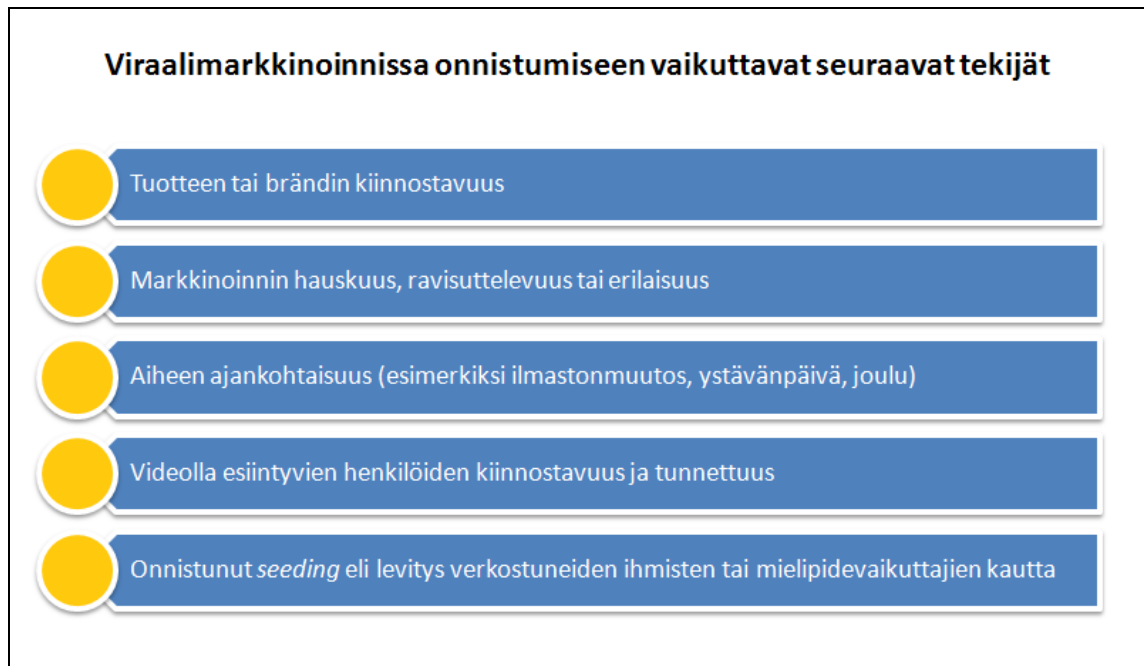 Viraalimarkkinoinnissa onnistumiseen vaikuttavat seuraavat tekijät
Tuotteen tai brändin kiinnostavuus
Markkinoinnin hauskuus, ravisuttelevuus tai erilaisuus
Aiheen ajankohtaisuus (esimerkiksi ilmastonmuutos, ystävänpäivä, joulu)
Videolla esiintyvien henkilöiden kiinnostavuus ja tunnettuus
Onnistunut seeding eli levitys verkostuneiden ihmisten tai mielipidevaikuttajien kautta